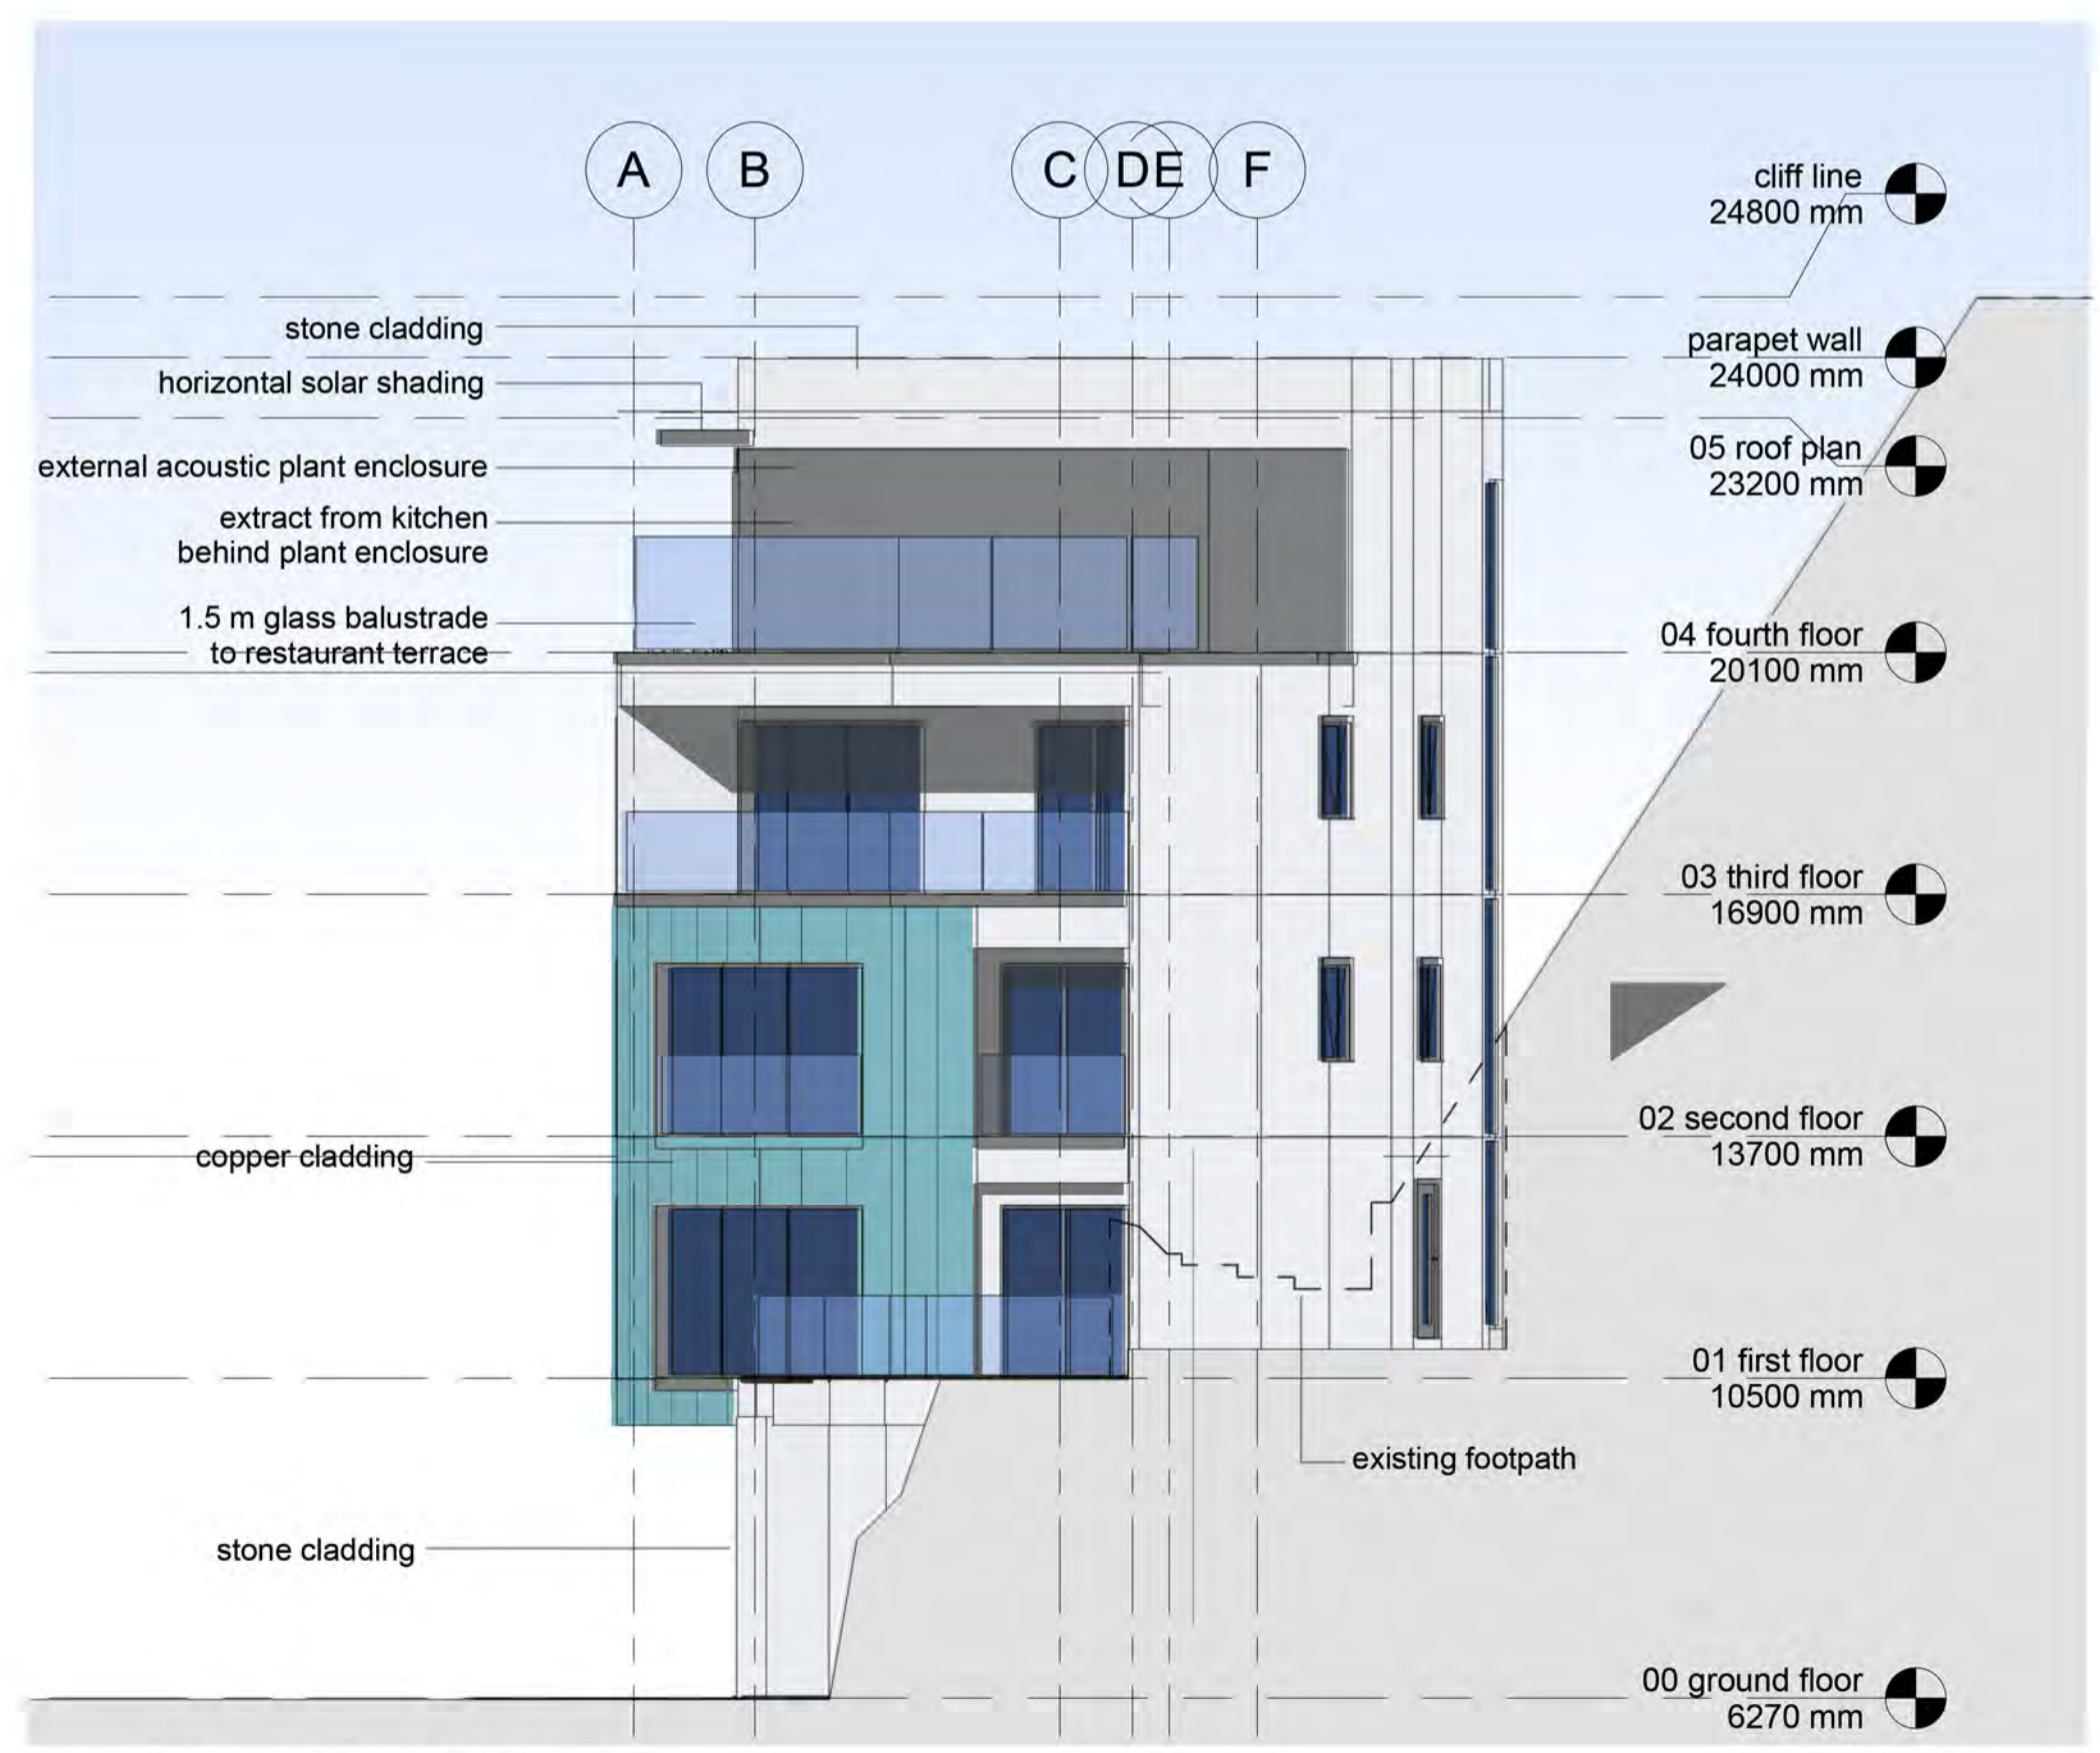 A
B
C
D
E
F
cliff line
24800 mm
stone cladding
parapet wall
24000 mm
horizontal solar shading
05 roof plan
23200 mm
external acoustic plant enclosure
extract from kitchen
behind plant enclosure
1.5 m glass balustrade
to restaurant terrace
04 fourth floor
20100 mm
03 third floor
16900 mm
02 second floor
13700 mm
copper cladding
01 first floor
10500 mm
existing footpath
stone cladding
00 ground floor
6270 mm